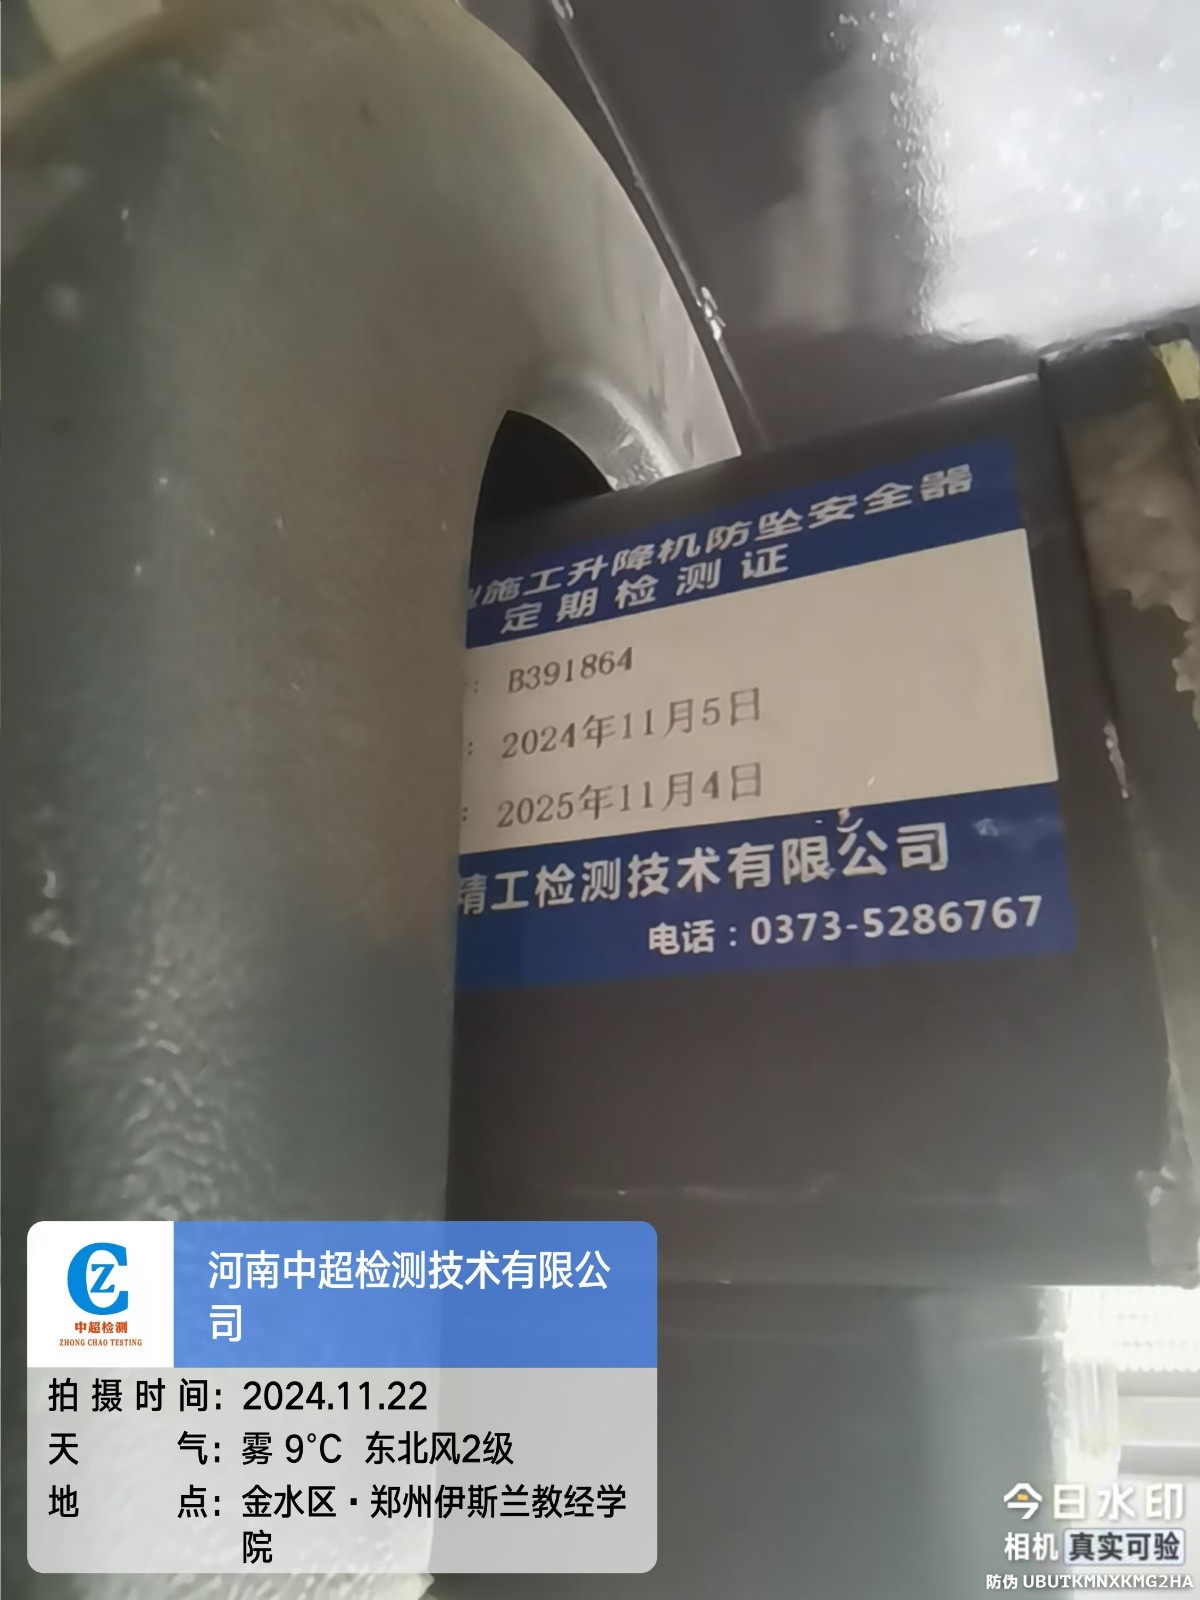 施工升降机防坠安全器
定期检测证
: B391864
: 2024年11月5日
: 2025年11月4日
精工检测技术有限公司
电话：0373-5286767
CZ
中超检测
ZHONG CHAO TESTING
河南中超检测技术有限公
司
拍摄时间：2024.11.22
天气：雾 9°C 东北风2级
地点：金水区·郑州伊斯兰教经学
院
今日水印
相机 真实可验
防伪 UBUTKMNXKMG2HA